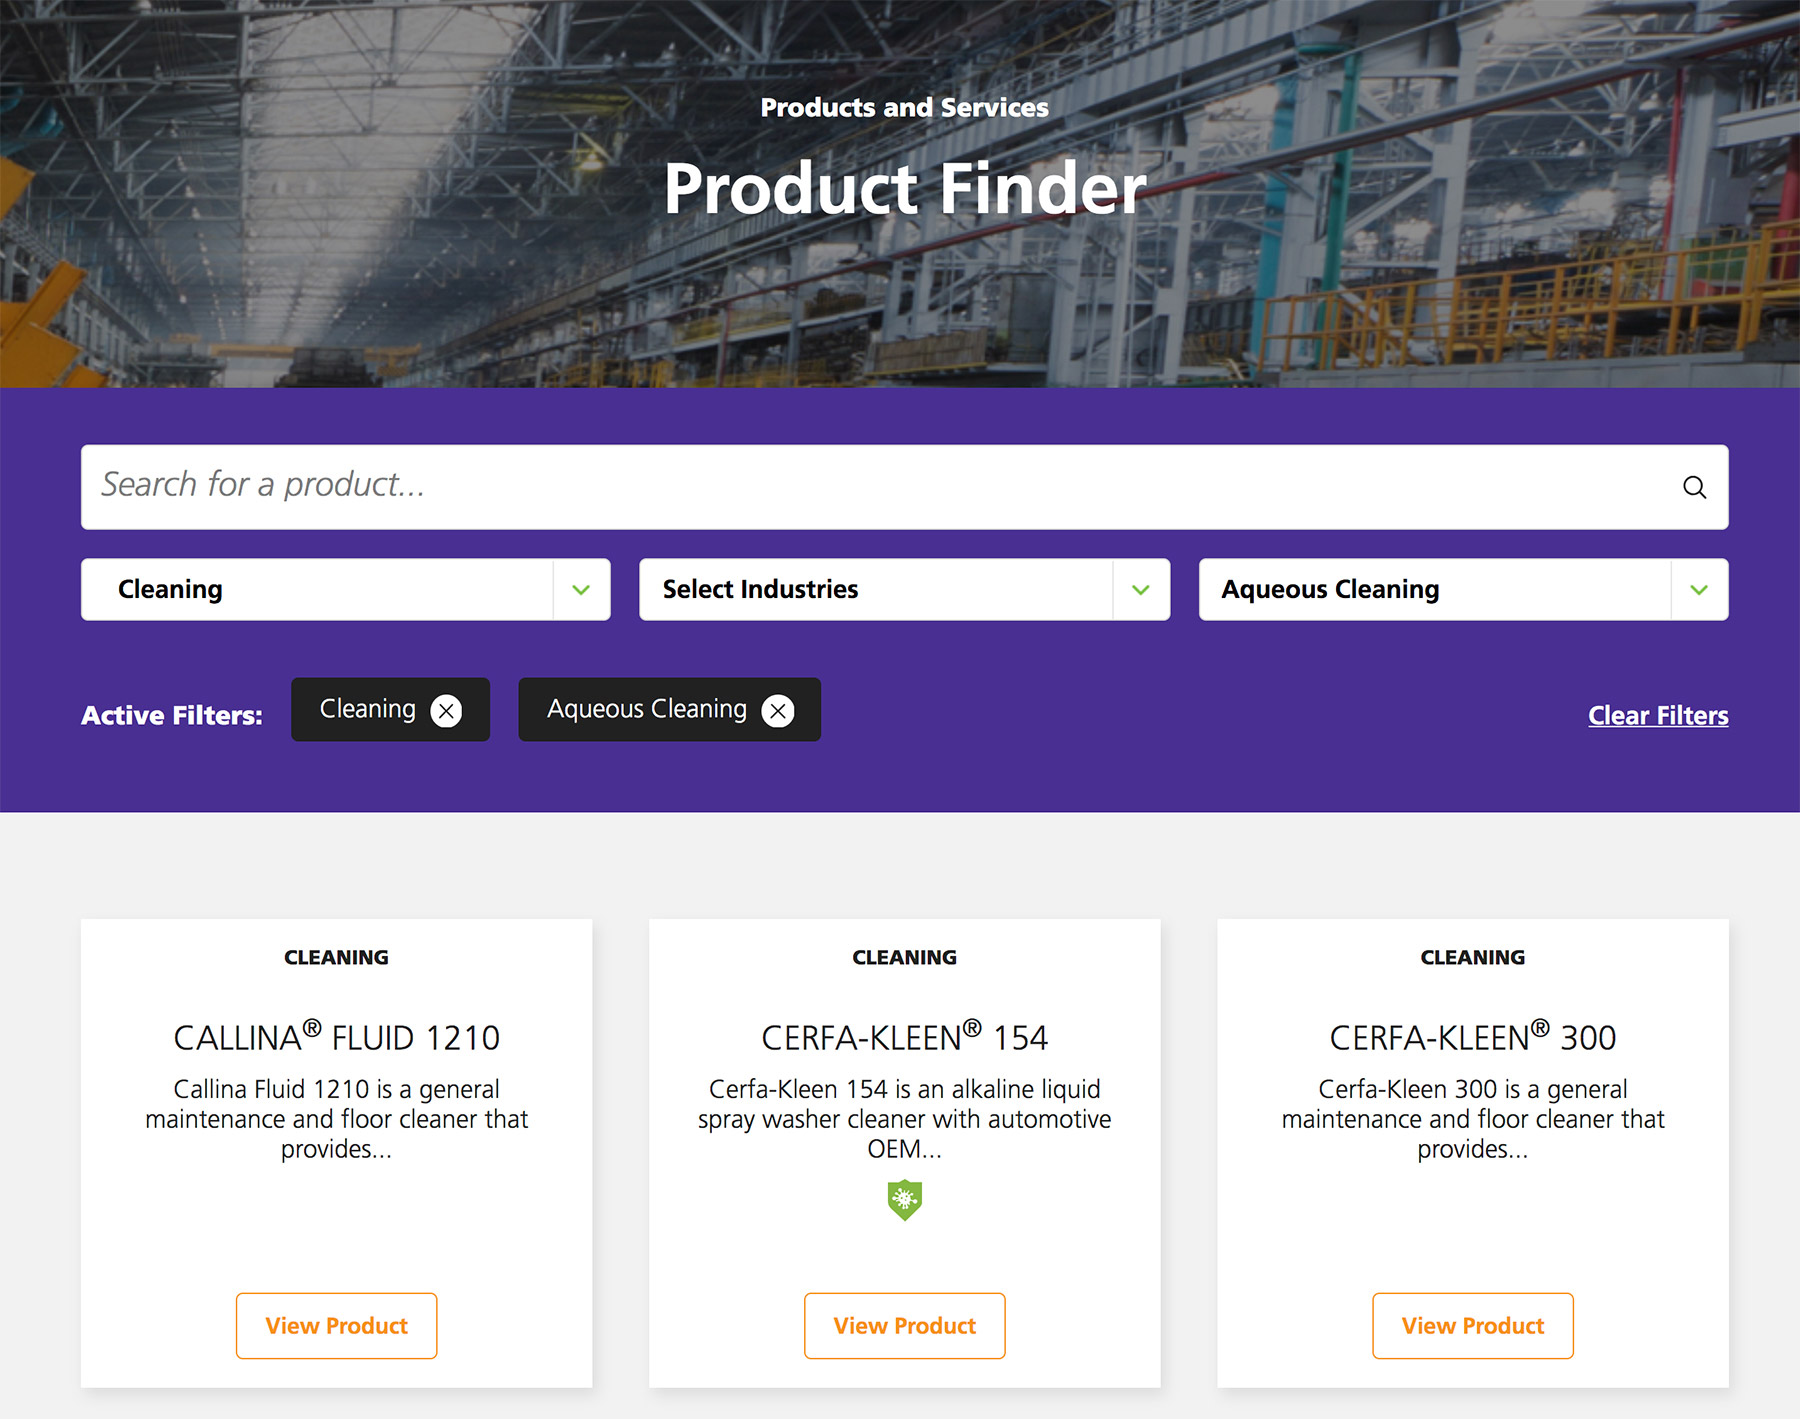 Products and Services
Product Finder
Search for a product...
Cleaning
Select Industries
Aqueous Cleaning
Active Filters:
Cleaning
Aqueous Cleaning
Clear Filters
CLEANING
CALLINA® FLUID 1210
Callina Fluid 1210 is a general
maintenance and floor cleaner that
provides...
View Product
CLEANING
CERFA-KLEEN® 154
Cerfa-Kleen 154 is an alkaline liquid
spray washer cleaner with automotive
OEM...
View Product
CLEANING
CERFA-KLEEN® 300
Cerfa-Kleen 300 is a general
maintenance and floor cleaner that
provides...
View Product